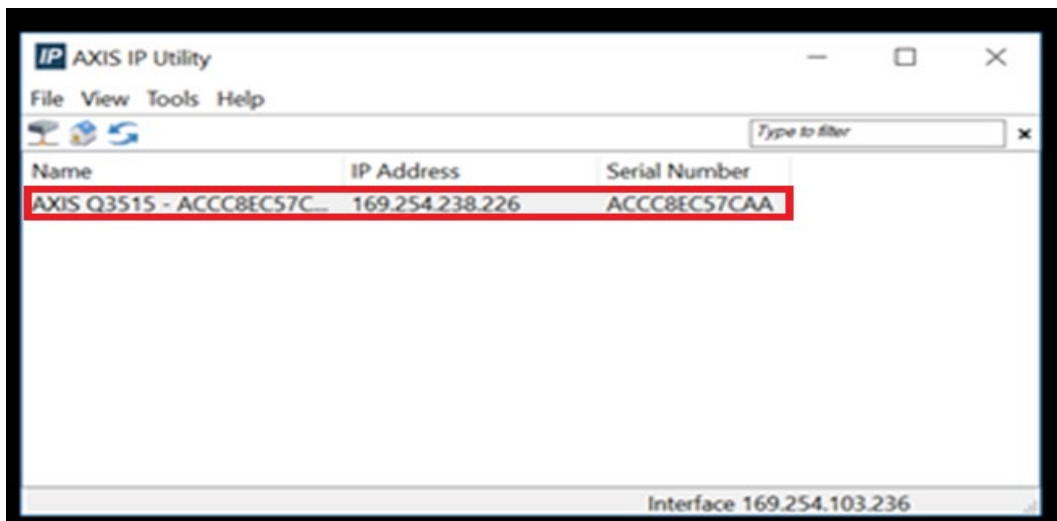 IP AXIS IP Utility
File View Tools Help
Type to filter
Name IP Address Serial Number
AXIS Q3515 - ACCC8EC57C... 169.254.238.226 ACCC8EC57CAA
Interface 169.254.103.236